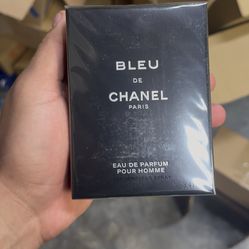 BLEU
DE
CHANEL
PARIS
EAU DE PARFUM
POUR HOMME